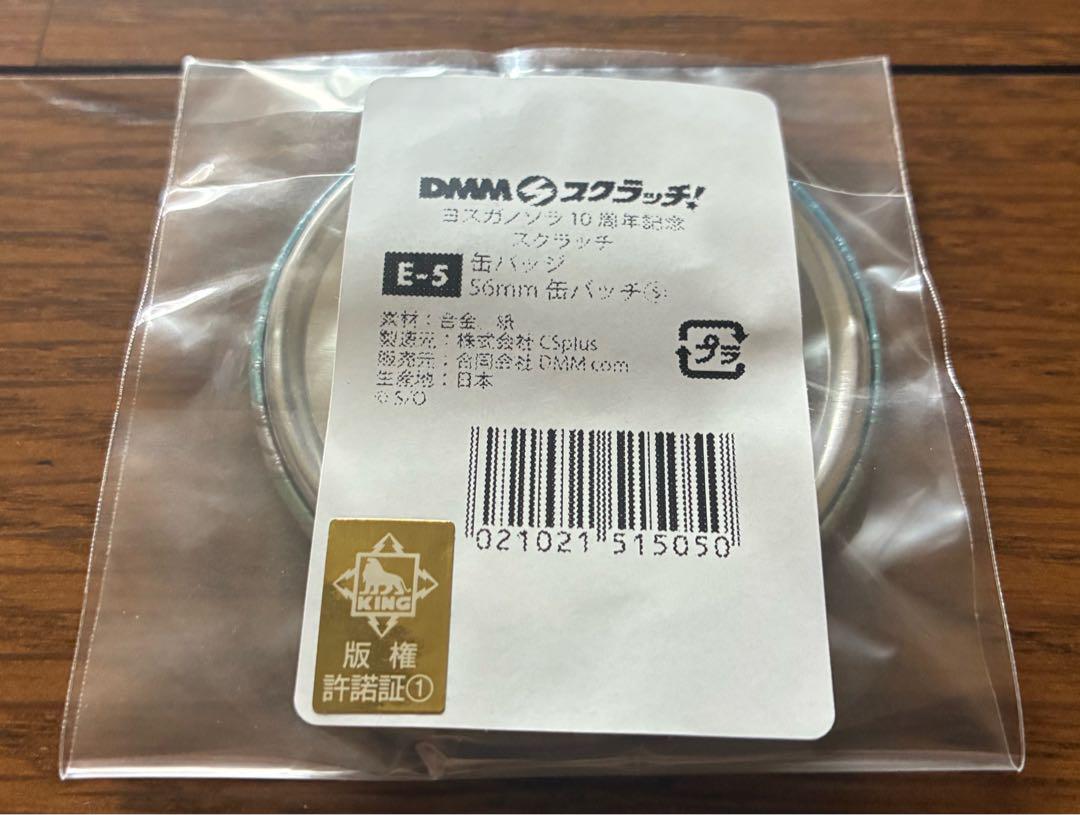 DMM スクラッチ!
ヨスガノソラ 10 周年記念
スクラッチ
E-5 缶バッジ
56mm 缶バッチ⑤
素材：合金、紙
製造元：株式会社 CSplus
販売元：合同会社 DMM.com
生産地：日本
© S/O
プラ
021021 515050
KING
版権
許諾証①